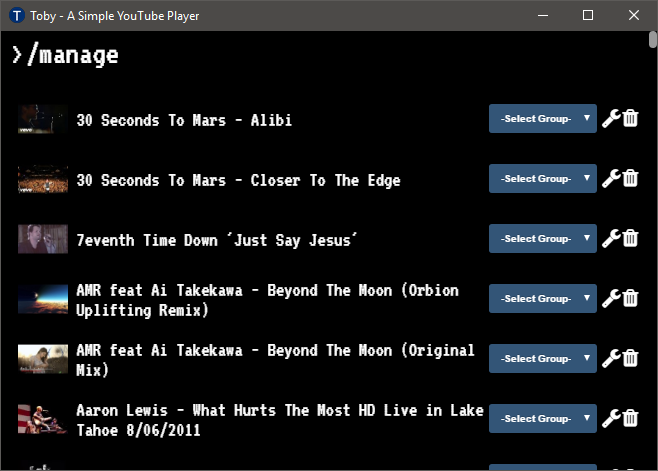 T Toby - A Simple YouTube Player
>/manage
30 Seconds To Mars - Alibi
-Select Group-
vevo
30 Seconds To Mars - Closer To The Edge
-Select Group-
vevo
7eventh Time Down ‘Just Say Jesus’
-Select Group-
AMR feat Ai Takekawa - Beyond The Moon (Orbion
Uplifting Remix)
-Select Group-
AMR feat Ai Takekawa - Beyond The Moon (Original
Mix)
-Select Group-
Aaron Lewis - What Hurts The Most HD Live in Lake
Tahoe 8/06/2011
-Select Group-